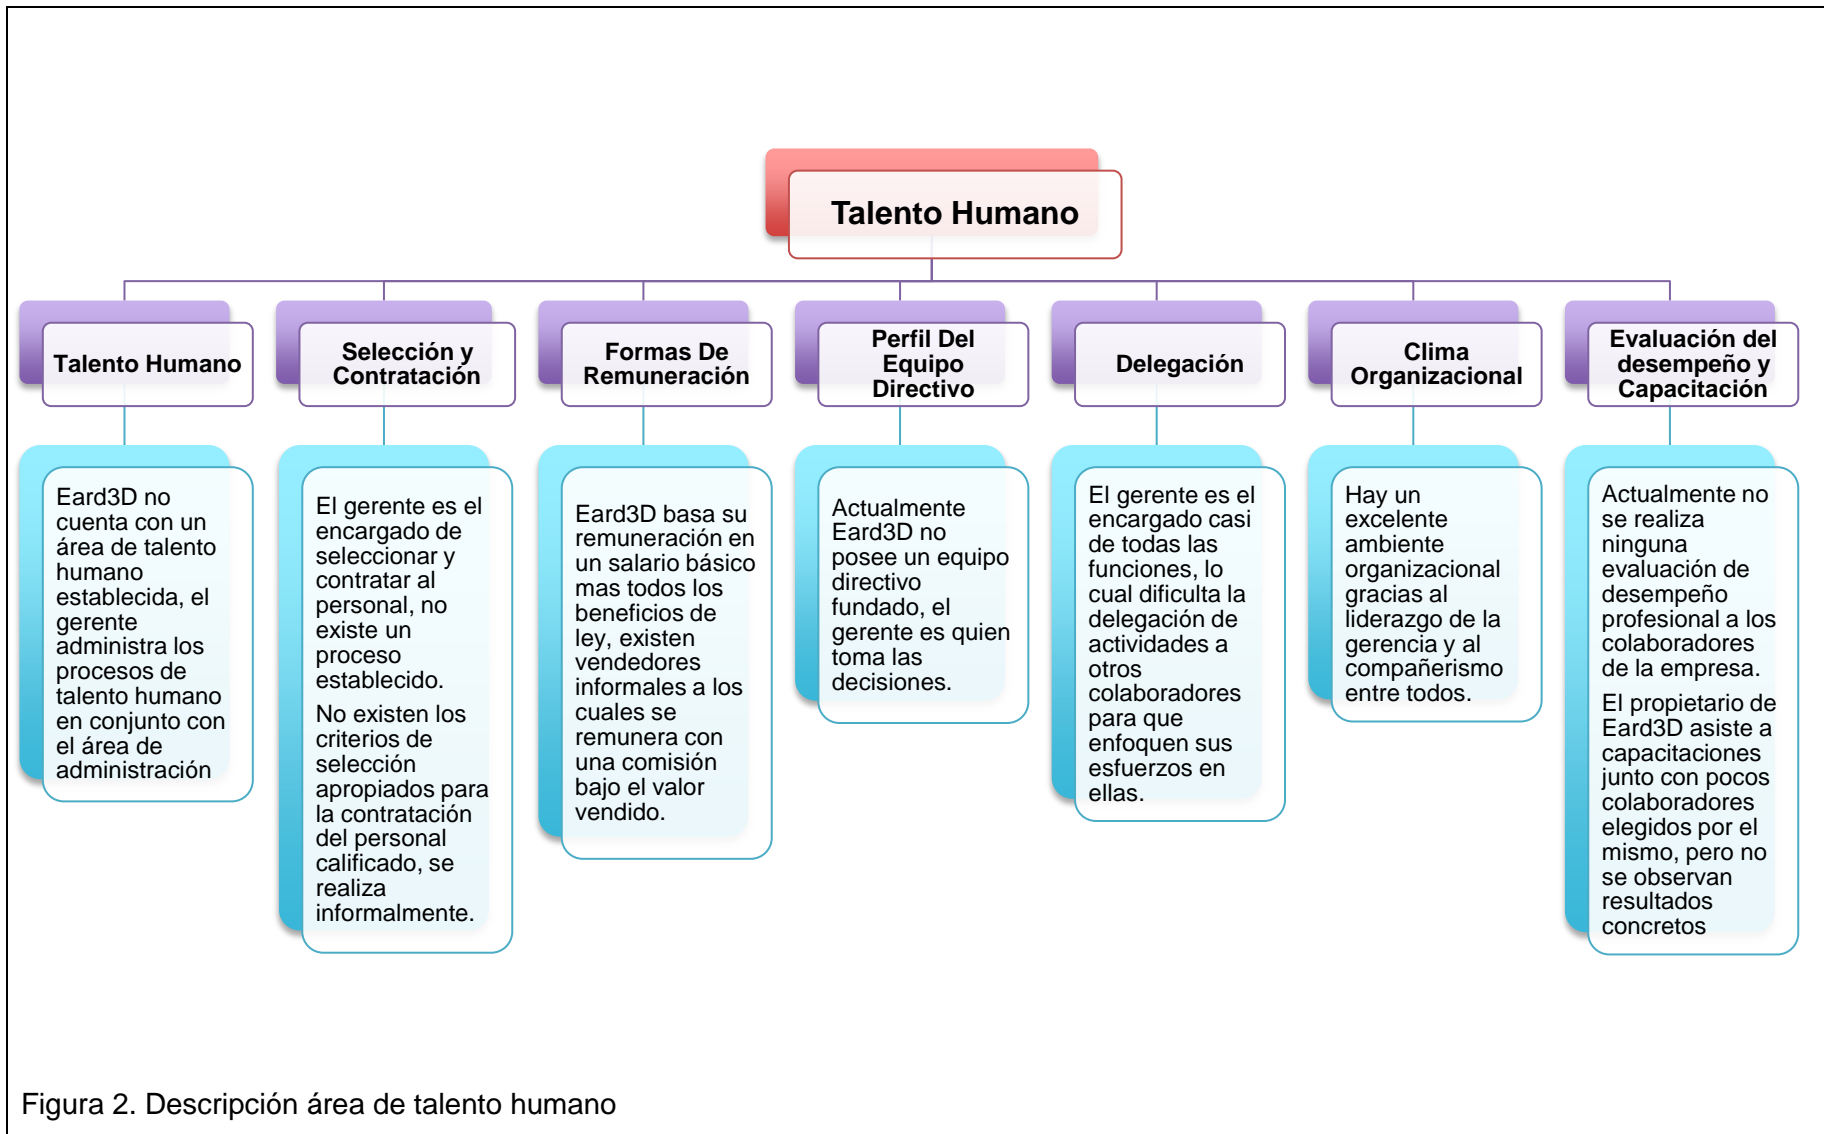 Talento Humano
Talento Humano
Eard3D no
cuenta con un
área de talento
humano
establecida, el
gerente
administra los
procesos de
talento humano
en conjunto con
el área de
administración
Selección y
Contratación
El gerente es el
encargado de
seleccionar y
contratar al
personal, no
existe un
proceso
establecido.
No existen los
criterios de
selección
apropiados para
la contratación
del personal
calificado, se
realiza
informalmente.
Formas De
Remuneración
Eard3D basa su
remuneración en
un salario básico
mas todos los
beneficios de
ley, existen
vendedores
informales a los
cuales se
remunera con
una comisión
bajo el valor
vendido.
Perfil Del
Equipo
Directivo
Actualmente
Eard3D no
posee un equipo
directivo
fundado, el
gerente es quien
toma las
decisiones.
Delegación
El gerente es el
encargado casi
de todas las
funciones, lo
cual dificulta la
delegación de
actividades a
otros
colaboradores
para que
enfoquen sus
esfuerzos en
ellas.
Clima
Organizacional
Hay un
excelente
ambiente
organizacional
gracias al
liderazgo de la
gerencia y al
compañerismo
entre todos.
Evaluación del
desempeño y
Capacitación
Actualmente no
se realiza
ninguna
evaluación de
desempeño
profesional a los
colaboradores
de la empresa.
El propietario de
Eard3D asiste a
capacitaciones
junto con pocos
colaboradores
elegidos por el
mismo, pero no
se observan
resultados
concretos
Figura 2. Descripción área de talento humano